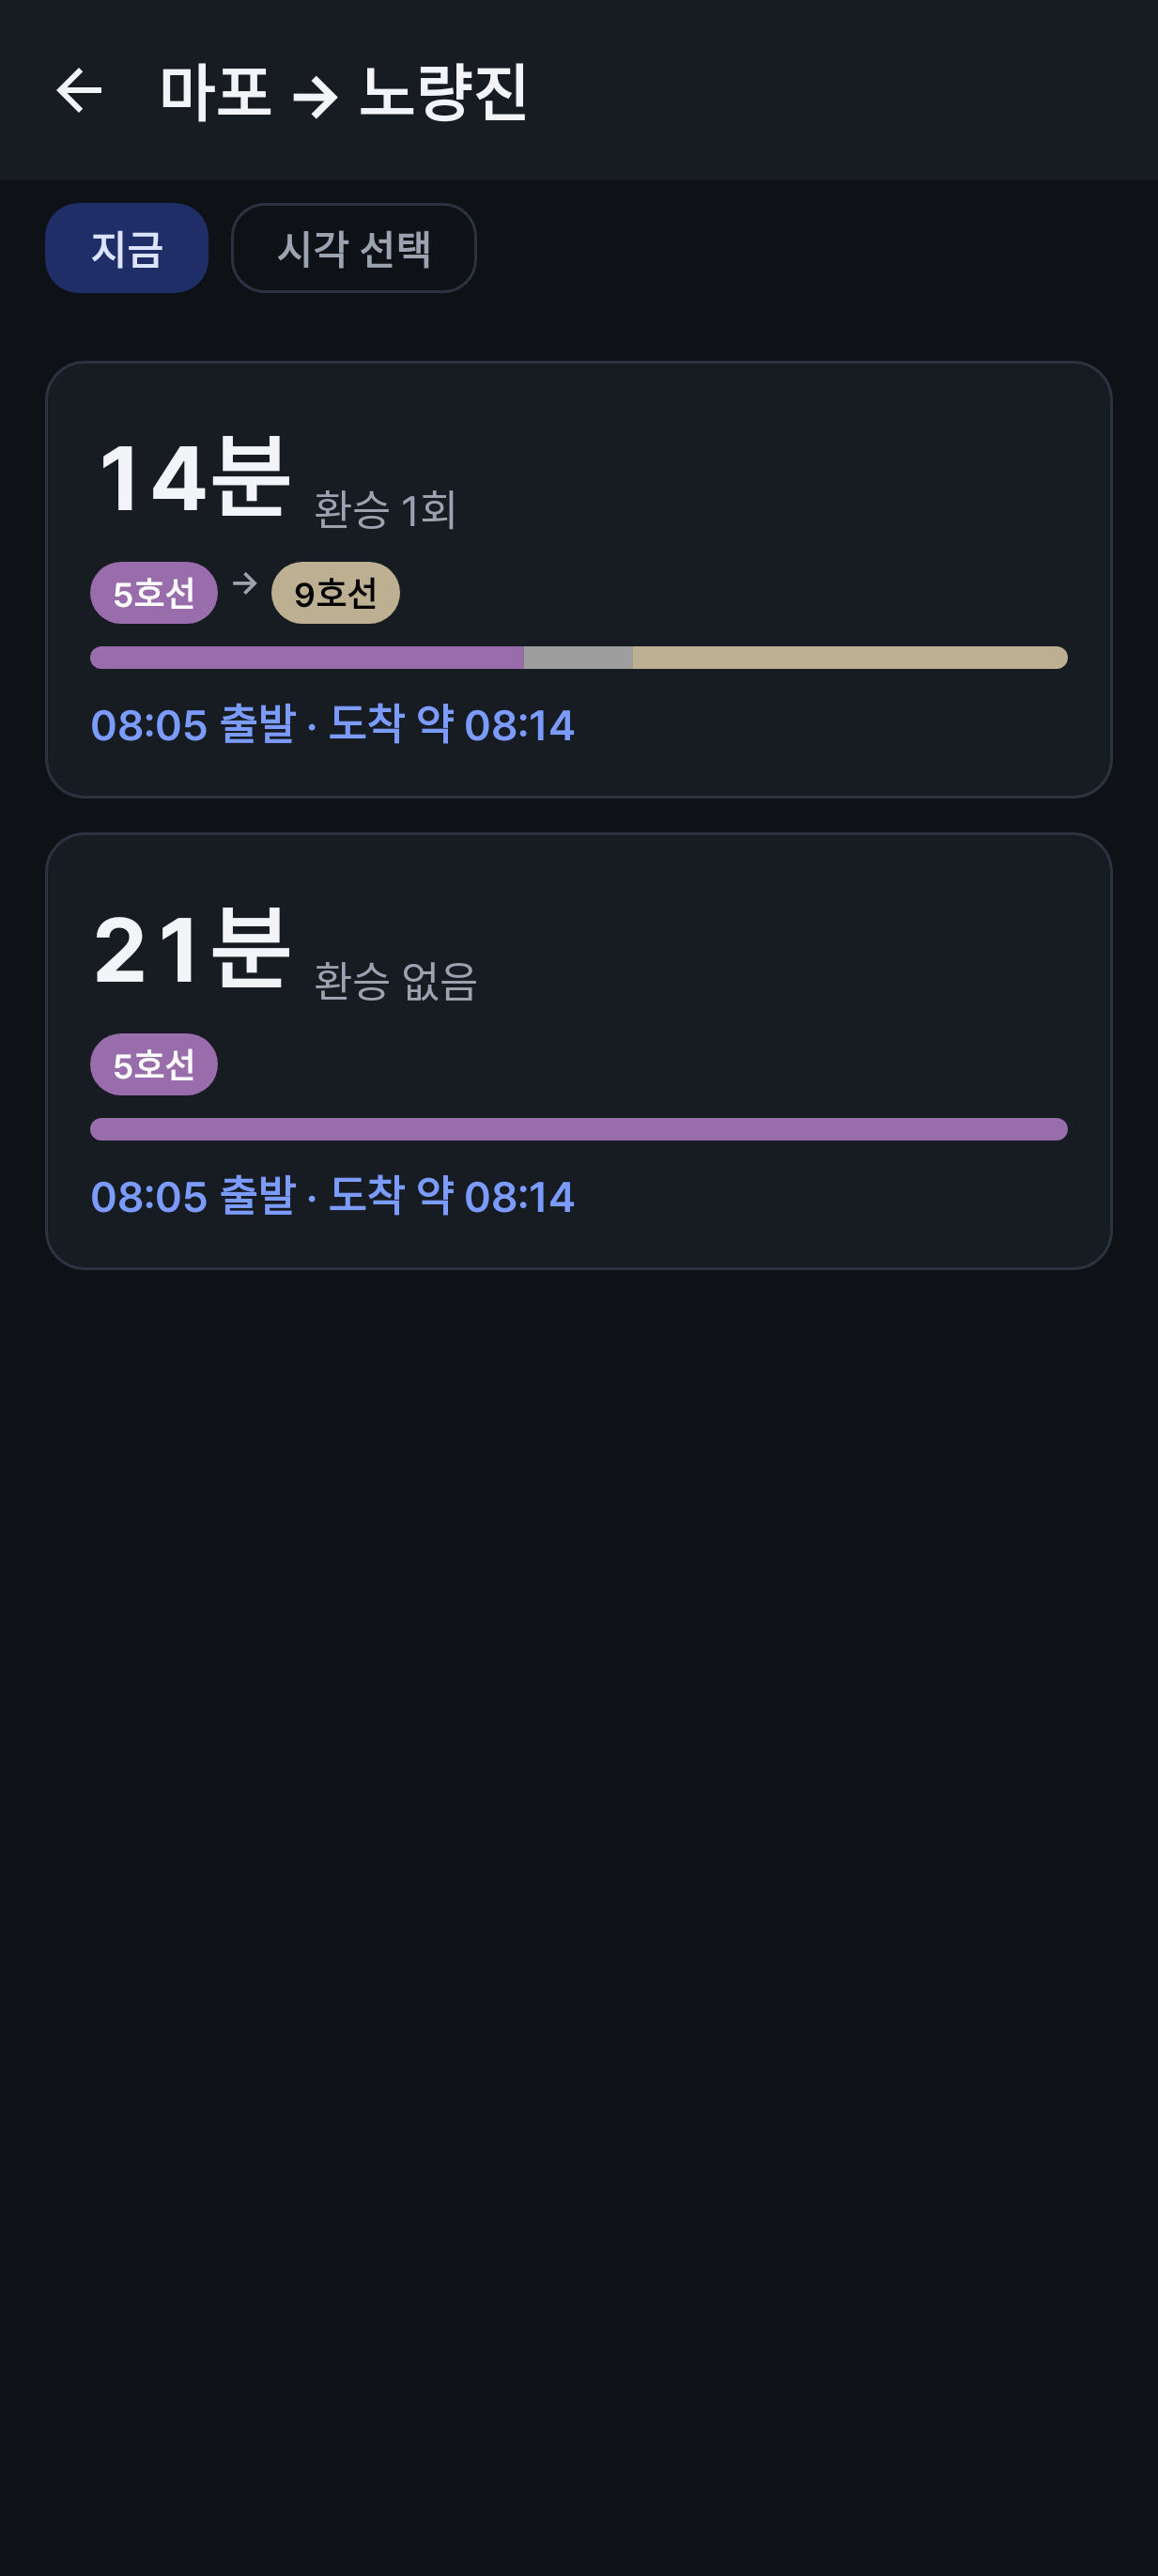 마포 → 노량진
지금
시각 선택
14분 환승 1회
5호선 → 9호선
08:05 출발 · 도착 약 08:14
21분 환승 없음
5호선
08:05 출발 · 도착 약 08:14